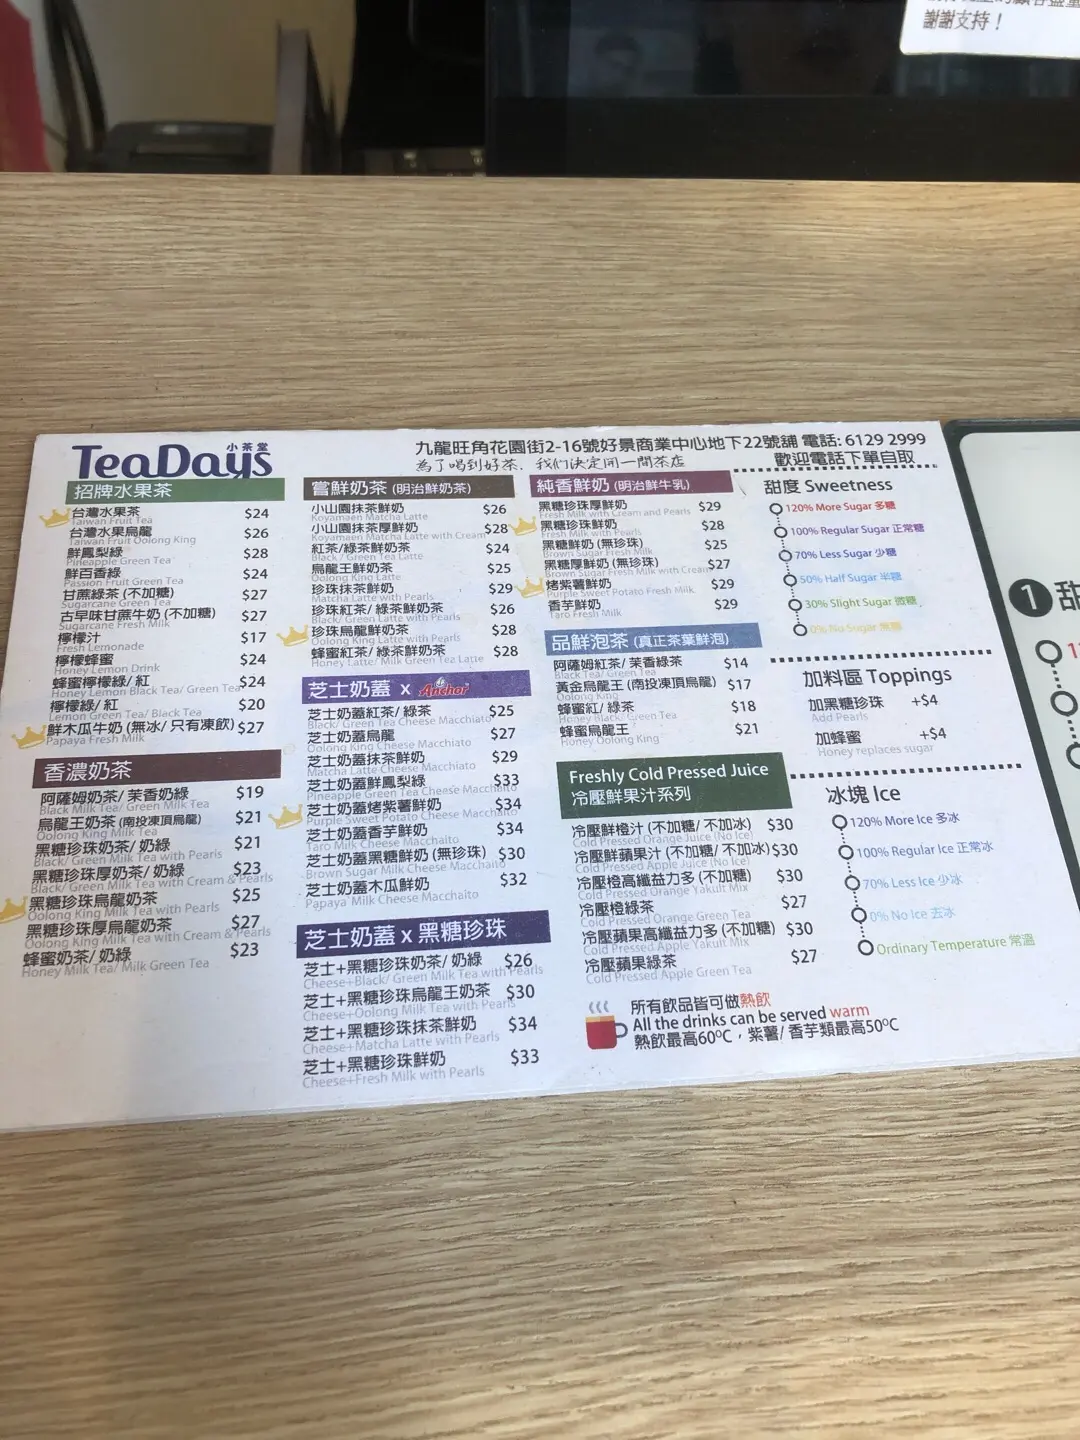 謝謝支持！
TeaDays 小茶堂
九龍旺角花園街2-16號好景商業中心地下22號舖 電話: 6129 2999
為了喝到好茶，我們決定開一間茶店
歡迎電話下單自取
招牌水果茶
台灣水果茶 $24
Taiwan Fruit Tea
台灣水果烏龍 $26
Taiwan Fruit Oolong King
鮮鳳梨綠 $28
Pineapple Green Tea
鮮百香綠 $24
Passion Fruit Green Tea
甘蔗綠茶 (不加糖) $27
Sugarcane Green Tea
古早味甘蔗牛奶 (不加糖) $27
Sugarcane Fresh Milk
檸檬汁 $17
Fresh Lemonade
檸檬蜂蜜 $24
Honey Lemon Drink
蜂蜜檸檬綠/ 紅 $24
Honey Lemon Black Tea/ Green Tea
檸檬綠/ 紅 $20
Lemon Green Tea/ Black Tea
鮮木瓜牛奶 (無冰/ 只有凍飲) $27
Papaya Fresh Milk
香濃奶茶
阿薩姆奶茶/ 茉香奶綠 $19
Black Milk Tea/ Green Milk Tea
烏龍王奶茶 (南投凍頂烏龍) $21
Oolong King Milk Tea
黑糖珍珠奶茶/ 奶綠 $21
Black/ Green Milk Tea with Pearls
黑糖珍珠厚奶茶/ 奶綠 $23
Black/ Green Milk Tea with Cream & Pearls
黑糖珍珠烏龍奶茶 $25
Oolong King Milk Tea with Pearls
黑糖珍珠厚烏龍奶茶 $27
Oolong King Milk Tea with Cream & Pearls
蜂蜜奶茶/ 奶綠 $23
Honey Milk Tea/ Milk Green Tea
嘗鮮奶茶 (明治鮮奶茶)
小山園抹茶鮮奶 $26
Koyamaen Matcha Latte
小山園抹茶厚鮮奶 $28
Koyamaen Matcha Latte with Cream
紅茶/綠茶鮮奶茶 $24
Black / Green Tea Latte
烏龍王鮮奶茶 $25
Oolong King Latte
珍珠抹茶鮮奶 $29
Matcha Latte with Pearls
珍珠紅茶/ 綠茶鮮奶茶 $26
Black/ Green Latte with Pearls
珍珠烏龍鮮奶茶 $28
Oolong King Latte with Pearls
蜂蜜紅茶/ 綠茶鮮奶茶 $28
Honey Latte/ Milk Green Tea Latte
芝士奶蓋 x Anchor
芝士奶蓋紅茶/ 綠茶 $25
Black/ Green Tea Cheese Macchiato
芝士奶蓋烏龍 $27
Oolong King Cheese Macchiato
芝士奶蓋抹茶鮮奶 $29
Matcha Latte Cheese Macchiato
芝士奶蓋鮮鳳梨綠 $33
Pineapple Green Tea Cheese Macchaito
芝士奶蓋烤紫薯鮮奶 $34
Purple Sweet Potato Cheese Macchaito
芝士奶蓋香芋鮮奶 $34
Taro Milk Cheese Macchaito
芝士奶蓋黑糖鮮奶 (無珍珠) $30
Brown Sugar Milk Cheese Macchaito
芝士奶蓋木瓜鮮奶 $32
Papaya Milk Cheese Macchaito
芝士奶蓋 x 黑糖珍珠
芝士+黑糖珍珠奶茶/ 奶綠 $26
Cheese+Black/ Green Milk Tea with Pearls
芝士+黑糖珍珠烏龍王奶茶 $30
Cheese+Oolong Milk Tea with Pearls
芝士+黑糖珍珠抹茶鮮奶 $34
Cheese+Matcha Latte with Pearls
芝士+黑糖珍珠鮮奶 $33
Cheese+Fresh Milk with Pearls
純香鮮奶 (明治鮮牛乳)
黑糖珍珠厚鮮奶 $29
Fresh Milk with Cream and Pearls
黑糖珍珠鮮奶 $28
Fresh Milk with Pearls
黑糖鮮奶 (無珍珠) $25
Brown Sugar Fresh Milk
黑糖厚鮮奶 (無珍珠) $27
Brown Sugar Fresh Milk with Cream
烤紫薯鮮奶 $29
Purple Sweet Potato Fresh Milk
香芋鮮奶 $29
Taro Fresh Milk
品鮮泡茶 (真正茶葉鮮泡)
阿薩姆紅茶/ 茉香綠茶 $14
Black Tea/ Green Tea
黃金烏龍王 (南投凍頂烏龍) $17
Oolong King
蜂蜜紅/ 綠茶 $18
Honey Black/ Green Tea
蜂蜜烏龍王 $21
Honey Oolong King
Freshly Cold Pressed Juice
冷壓鮮果汁系列
冷壓鮮橙汁 (不加糖/ 不加冰) $30
Cold Pressed Orange Juice (No Ice)
冷壓鮮蘋果汁 (不加糖/ 不加冰) $30
Cold Pressed Apple Juice (No Ice)
冷壓橙高纖益力多 (不加糖) $30
Cold Pressed Orange Yakult Mix
冷壓橙綠茶 $27
Cold Pressed Orange Green Tea
冷壓蘋果高纖益力多 (不加糖) $30
Cold Pressed Apple Yakult Mix
冷壓蘋果綠茶 $27
Cold Pressed Apple Green Tea
所有飲品皆可做熱飲
All the drinks can be served warm
熱飲最高60ºC，紫薯/ 香芋類最高50ºC
甜度 Sweetness
120% More Sugar 多糖
100% Regular Sugar 正常糖
70% Less Sugar 少糖
50% Half Sugar 半糖
30% Slight Sugar 微糖
0% No Sugar 無糖
加料區 Toppings
加黑糖珍珠 +$4
Add Pearls
加蜂蜜 +$4
Honey replaces sugar
冰塊 Ice
120% More Ice 多冰
100% Regular Ice 正常冰
70% Less Ice 少冰
0% No Ice 去冰
Ordinary Temperature 常溫
1 甜